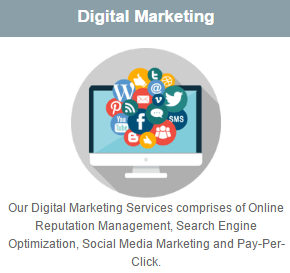 Digital Marketing
SMS
You
Tube
Our Digital Marketing Services comprises of Online
Reputation Management, Search Engine
Optimization, Social Media Marketing and Pay-Per-
Click.